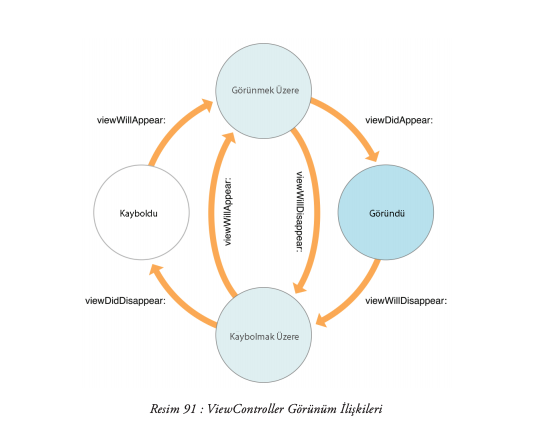 Görünmek Üzere
viewWillAppear:
viewDidAppear:
viewWillAppear:
viewWillDisappear:
Kayboldu
Göründü
viewDidDisappear:
viewWillDisappear:
Kaybolmak Üzere
Resim 91 : ViewController Görünüm İlişkileri